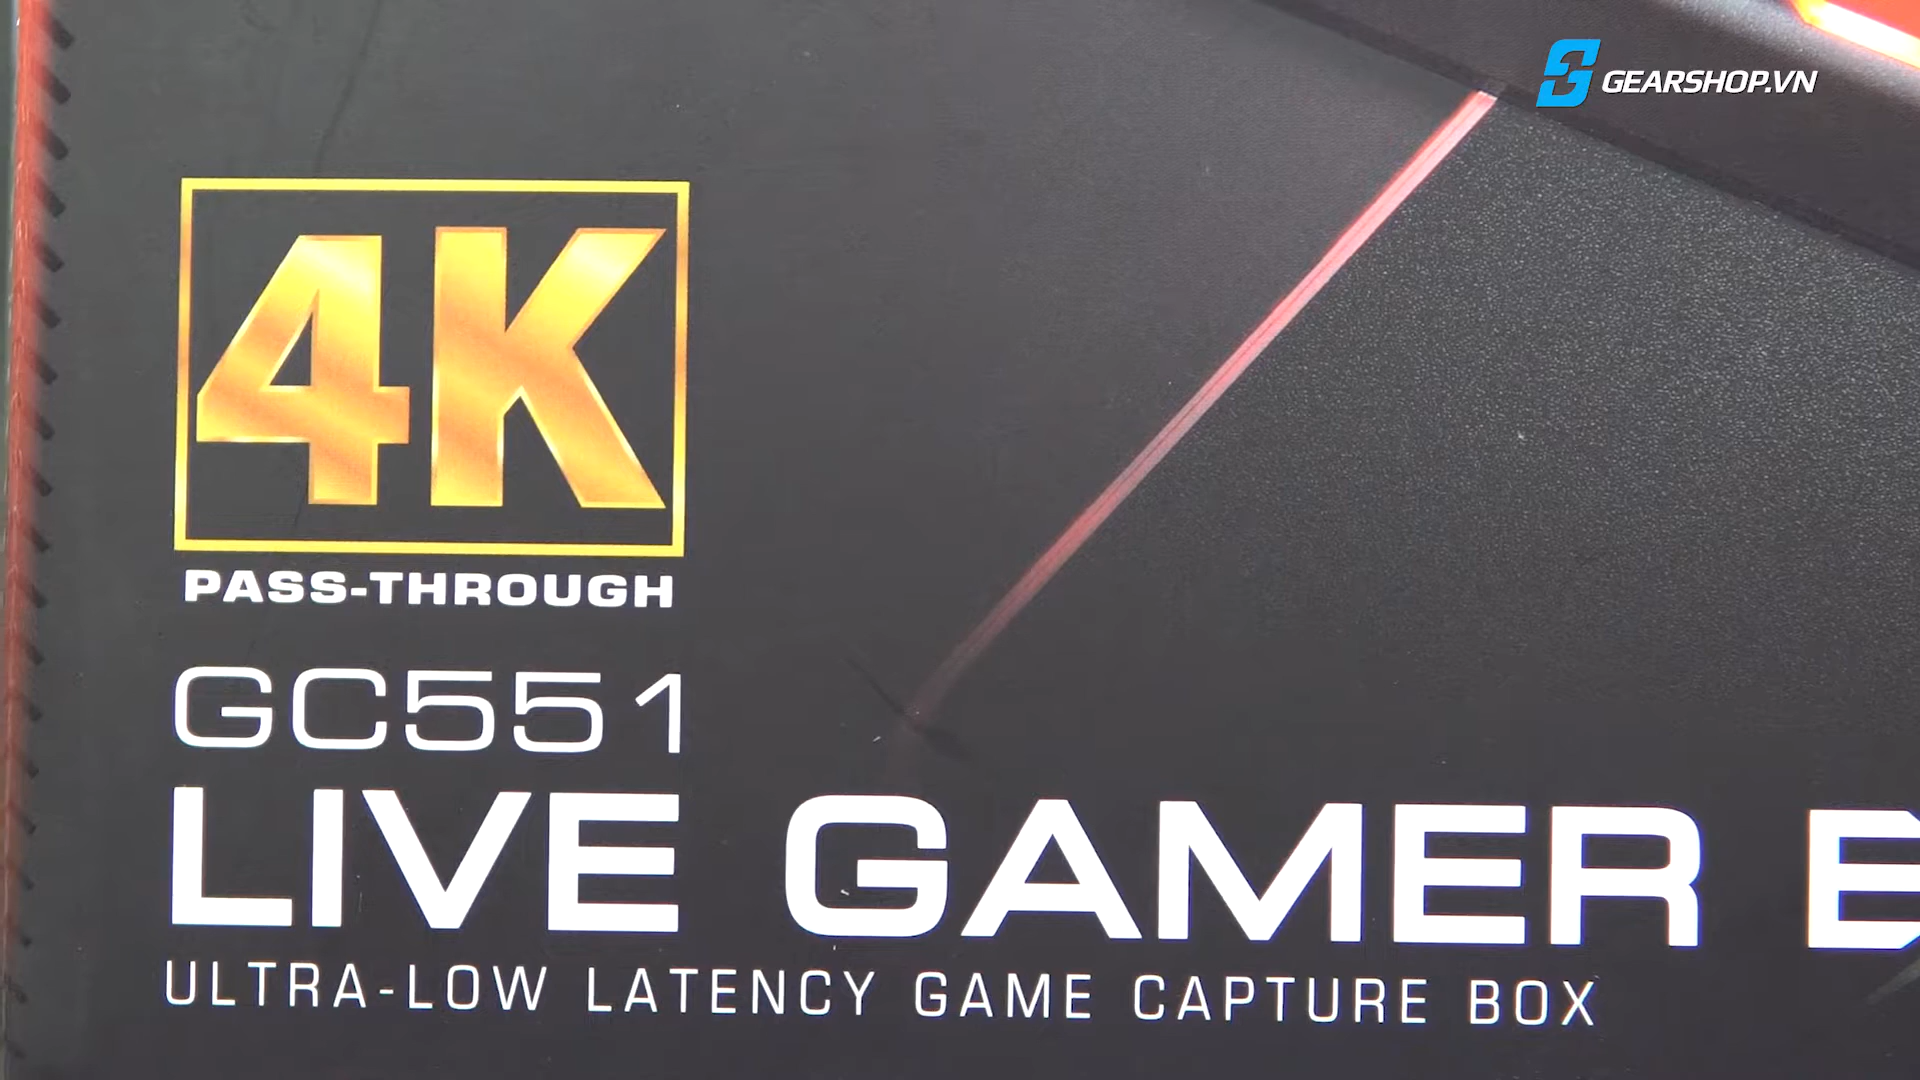 GEARSHOP.VN
4K
PASS-THROUGH
GC551
LIVE GAMER
ULTRA-LOW LATENCY GAME CAPTURE BOX